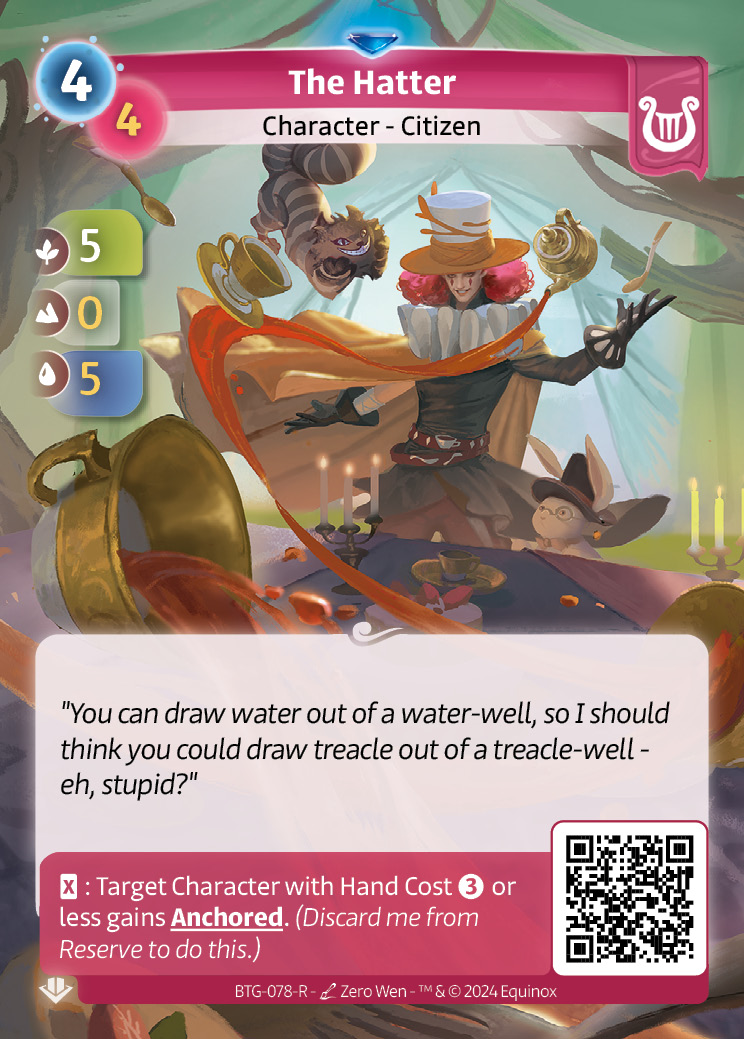 4
The Hatter
4
Character - Citizen
5
0
5
"You can draw water out of a water-well, so I should
think you could draw treacle out of a treacle-well -
eh, stupid?"
X : Target Character with Hand Cost 3 or
less gains Anchored. (Discard me from
Reserve to do this.)
BTG-078-R - Zero Wen - ™ & © 2024 Equinox